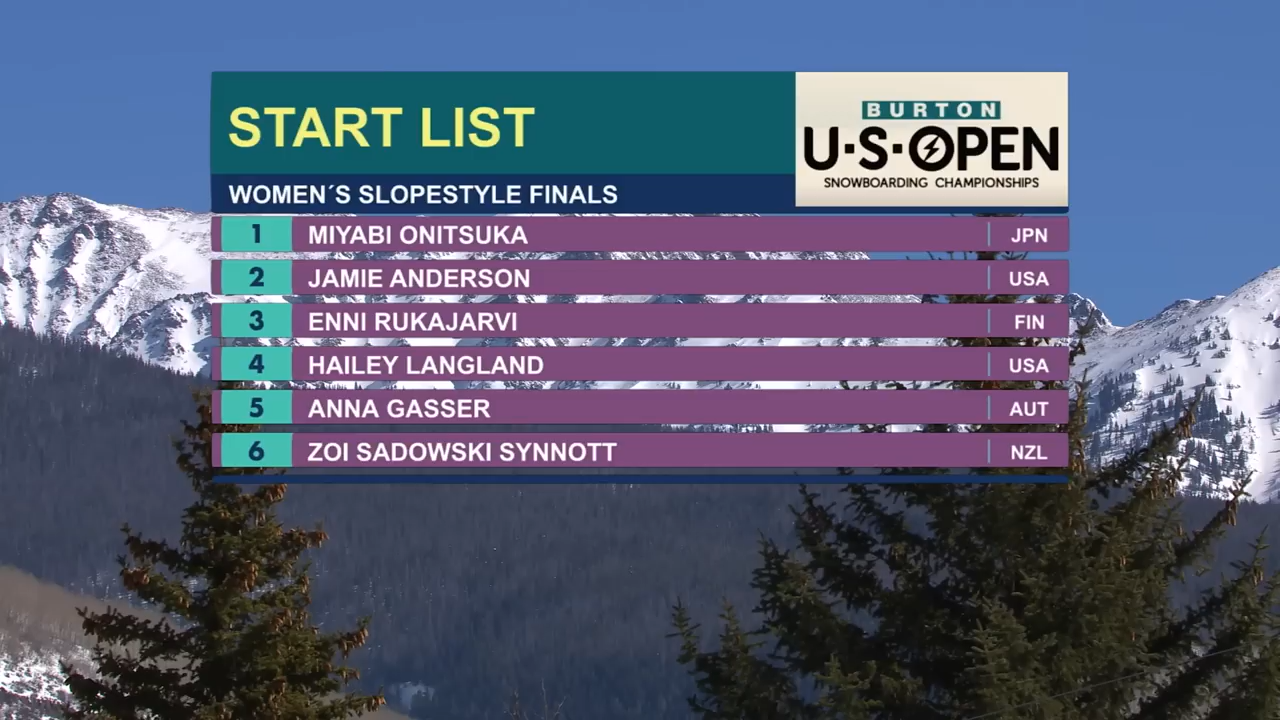 START LIST
BURTON
U·S·OPEN
SNOWBOARDING CHAMPIONSHIPS
WOMEN´S SLOPESTYLE FINALS
1 MIYABI ONITSUKA JPN
2 JAMIE ANDERSON USA
3 ENNI RUKAJARVI FIN
4 HAILEY LANGLAND USA
5 ANNA GASSER AUT
6 ZOI SADOWSKI SYNNOTT NZL